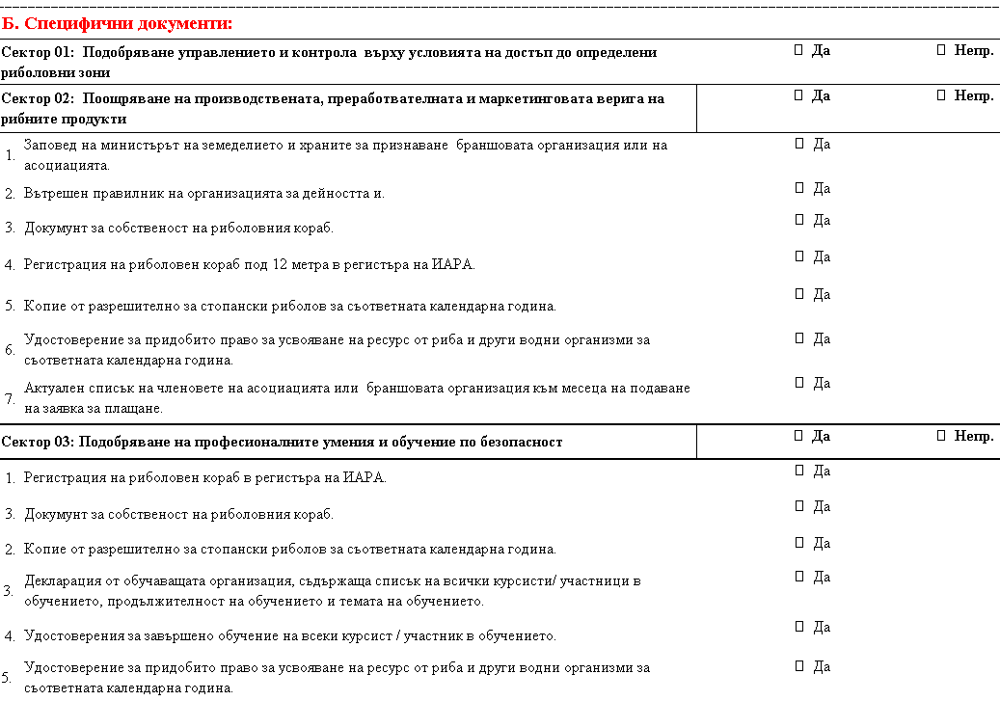 Б. Специфични документи:
Сектор 01: Подобряване управлението и контрола върху условията на достъп до определени
риболовни зони
Да
Непр.
Сектор 02: Поощряване на производствената, преработвателната и маркетинговата верига на
рибните продукти
Да
Непр.
1. Заповед на министърът на земеделието и храните за признаване браншовата организация или на
асоциацията.
Да
2. Вътрешен правилник на организацията за дейността и.
Да
3. Докумунт за собственост на риболовния кораб.
Да
4. Регистрация на риболовен кораб под 12 метра в регистъра на ИАРА.
Да
5. Копие от разрешително за стопански риболов за съответната календарна година.
Да
6. Удостоверение за придобито право за усвояване на ресурс от риба и други водни организми за
съответната календарна година.
Да
7. Актуален списък на членовете на асоциацията или браншовата организация към месеца на подаване
на заявка за плащане.
Да
Сектор 03: Подобряване на професионалните умения и обучение по безопасност
Да
Непр.
1. Регистрация на риболовен кораб в регистъра на ИАРА.
Да
3. Докумунт за собственост на риболовния кораб.
Да
2. Копие от разрешително за стопански риболов за съответната календарна година.
Да
3. Декларация от обучаващата организация, съдържаща списък на всички курсисти/ участници в
обучението, продължителност на обучението и темата на обучението.
Да
4. Удостоверения за завършено обучение на всеки курсист / участник в обучението.
Да
5. Удостоверение за придобито право за усвояване на ресурс от риба и други водни организми за
съответната календарна година.
Да